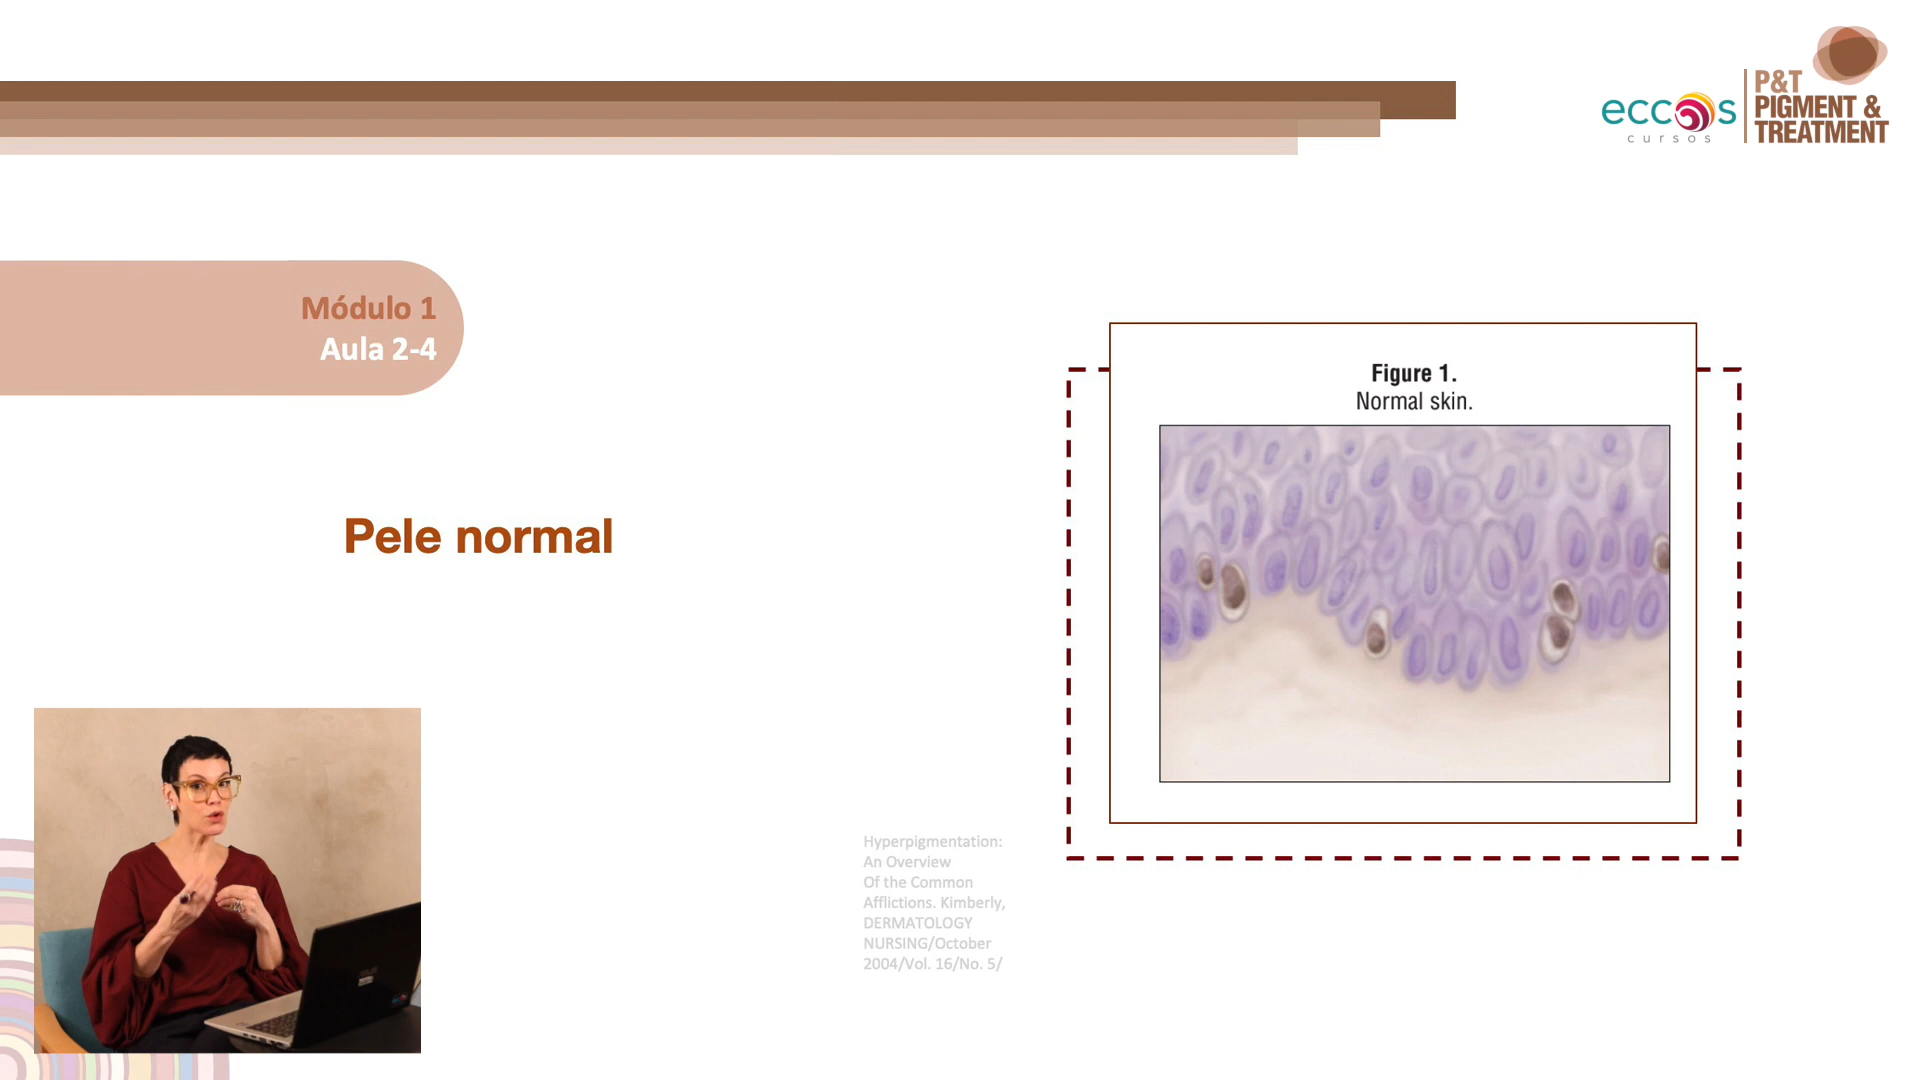 eccos
cursos
P&T
PIGMENT &
TREATMENT
Módulo 1
Aula 2-4
Pele normal
Figure 1.
Normal skin.
Hyperpigmentation:
An Overview
Of the Common
Afflictions. Kimberly,
DERMATOLOGY
NURSING/October
2004/Vol. 16/No. 5/